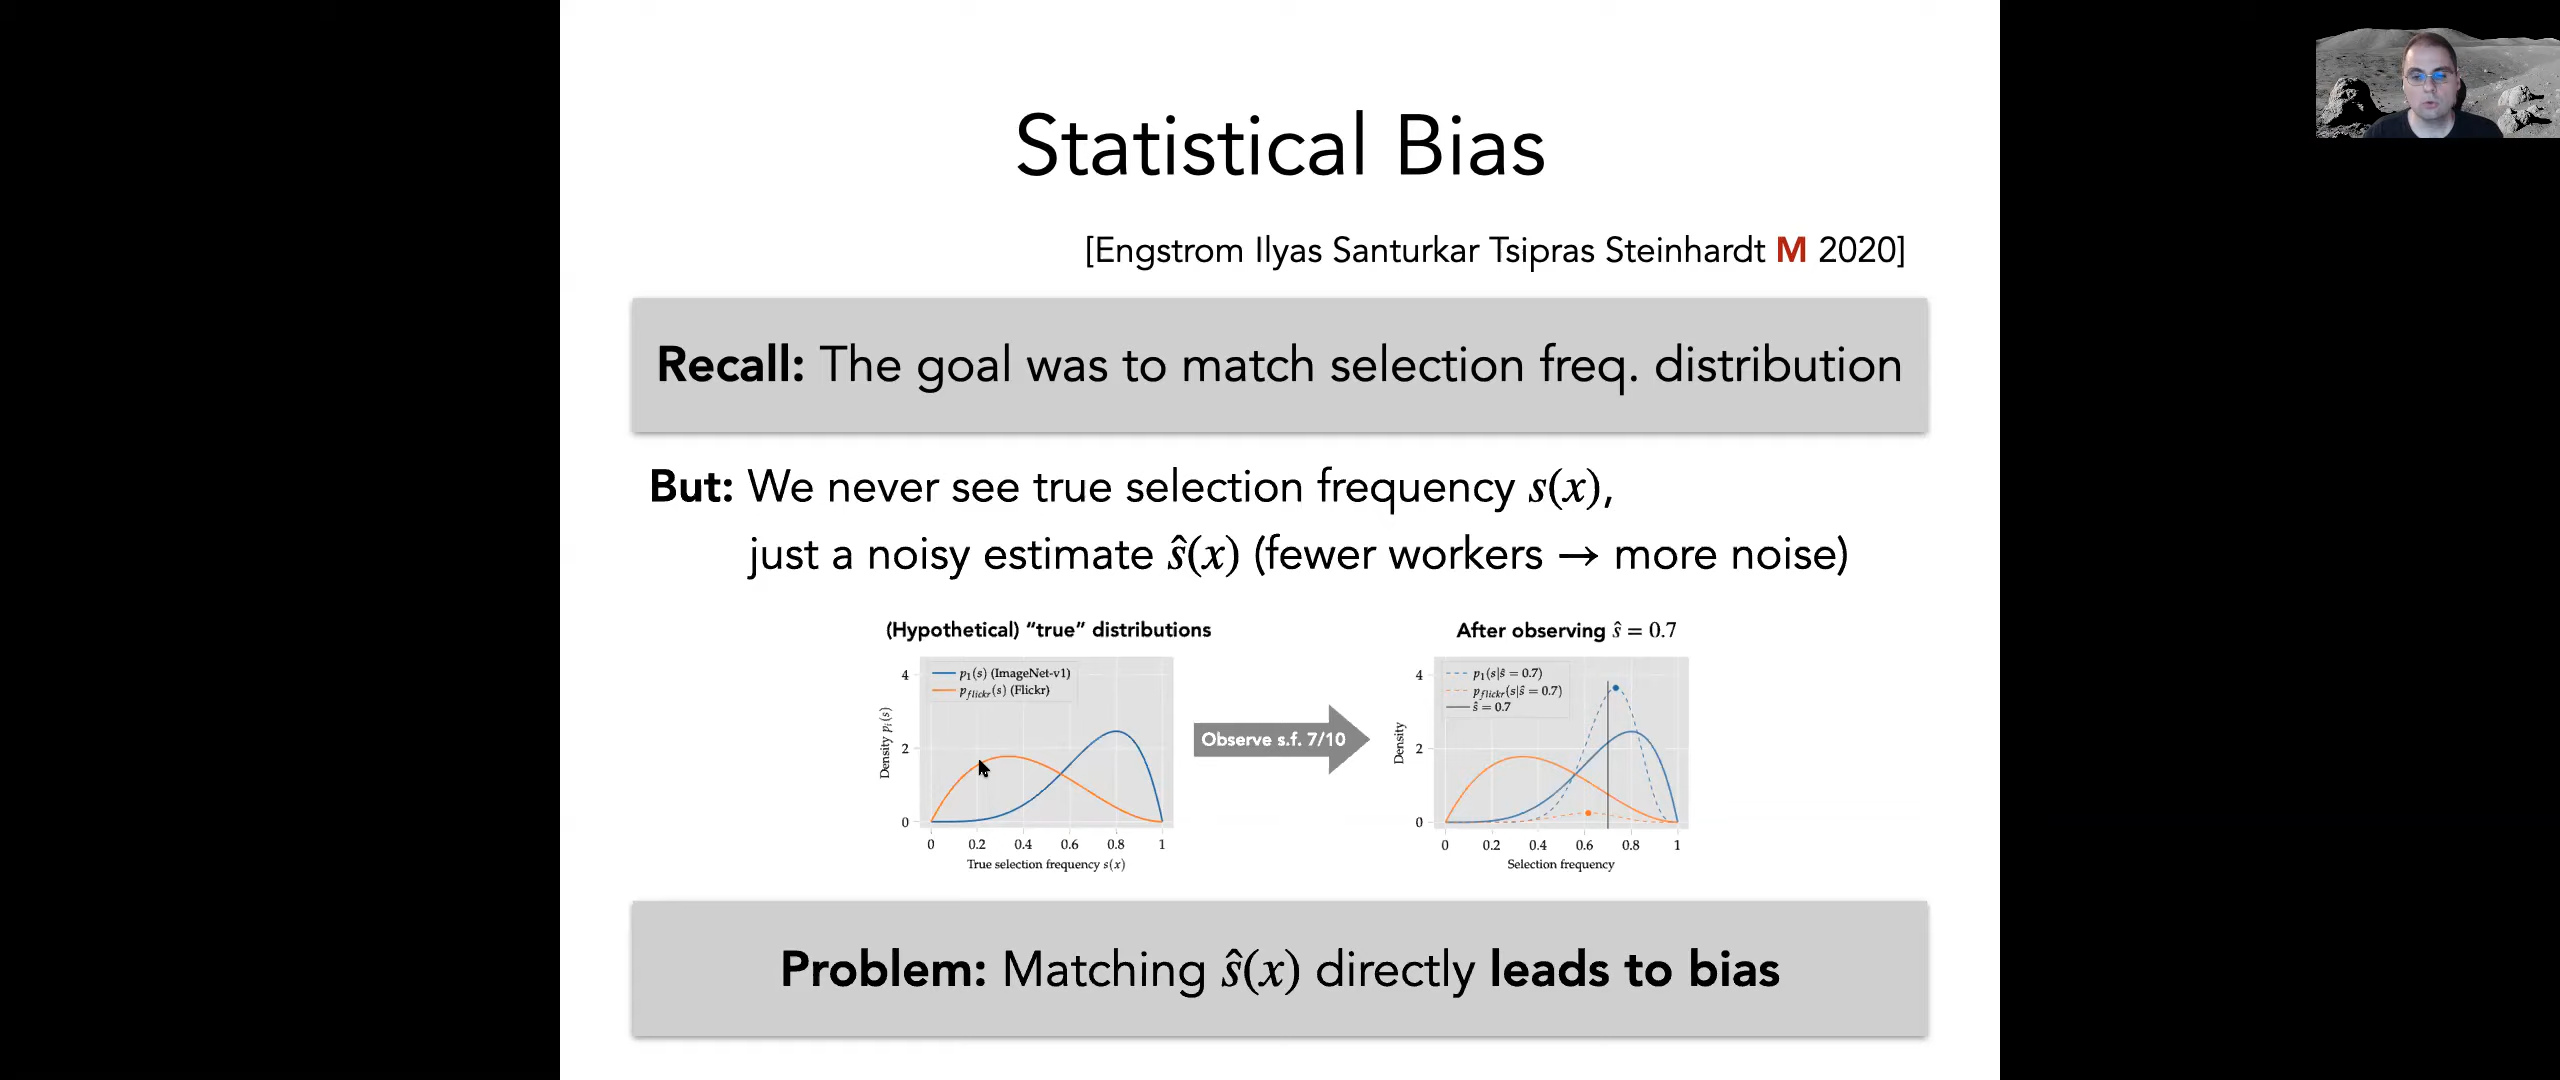 Statistical Bias
[Engstrom Ilyas Santurkar Tsipras Steinhardt M 2020]
Recall: The goal was to match selection freq. distribution
But: We never see true selection frequency s(x),
just a noisy estimate ŝ(x) (fewer workers → more noise)
(Hypothetical) “true” distributions
p₁(s) (ImageNet-v1)
p_flickr(s) (Flickr)
Density pᵢ(s)
4
2
0
0 0.2 0.4 0.6 0.8 1
True selection frequency s(x)
Observe s.f. 7/10
After observing ŝ = 0.7
p₁(s|ŝ = 0.7)
p_flickr(s|ŝ = 0.7)
ŝ = 0.7
Density
4
2
0
0 0.2 0.4 0.6 0.8 1
Selection frequency
Problem: Matching ŝ(x) directly leads to bias